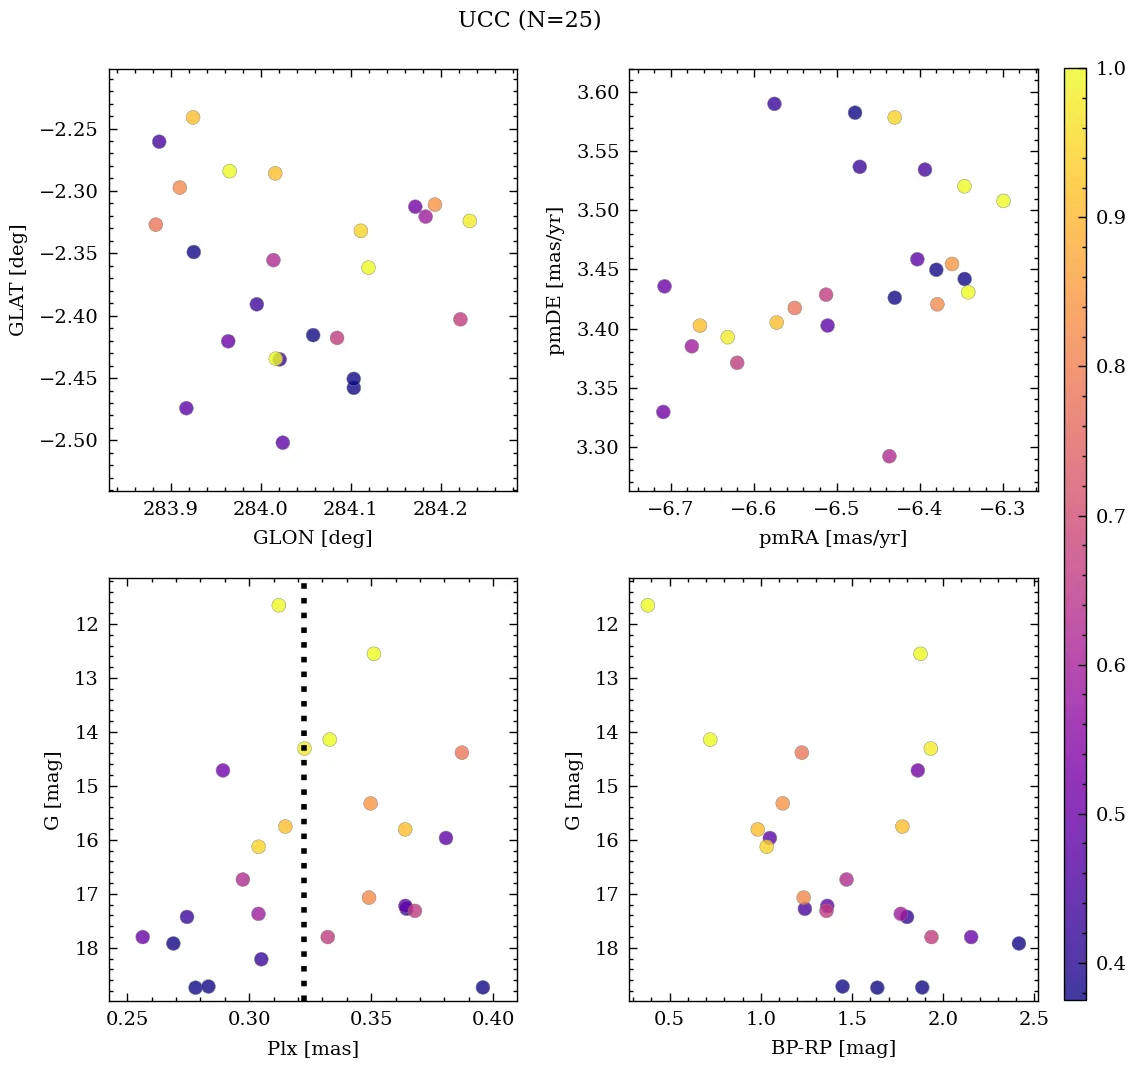 UCC (N=25)
−2.25
−2.30
−2.35
−2.40
−2.45
−2.50
GLAT [deg]
283.9 284.0 284.1 284.2
GLON [deg]
3.60
3.55
3.50
3.45
3.40
3.35
3.30
pmDE [mas/yr]
−6.7 −6.6 −6.5 −6.4 −6.3
pmRA [mas/yr]
12
13
14
15
16
17
18
G [mag]
0.25 0.30 0.35 0.40
Plx [mas]
12
13
14
15
16
17
18
G [mag]
0.5 1.0 1.5 2.0 2.5
BP-RP [mag]
1.0
0.9
0.8
0.7
0.6
0.5
0.4